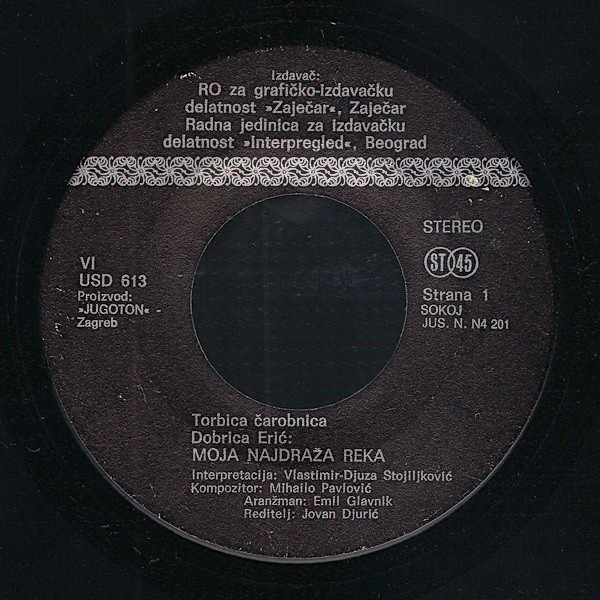 Izdavač:
RO za grafičko-izdavačku
delatnost »Zaječar«, Zaječar
Radna jedinica za izdavačku
delatnost »Interpregled«, Beograd
STEREO
ST 45
Strana 1
SOKOJ
JUS. N. N4 201
VI
USD 613
Proizvod:
»JUGOTON« -
Zagreb
Torbica čarobnica
Dobrica Erić:
MOJA NAJDRAŽA REKA
Interpretacija: Vlastimir-Djuza Stojiljković
Kompozitor: Mihailo Pavlović
Aranžman: Emil Glavnik
Reditelj: Jovan Djurić